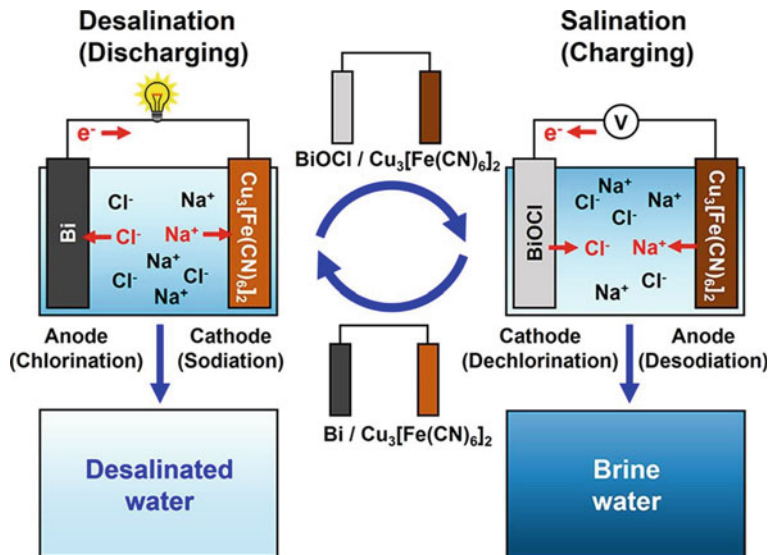 Desalination
(Discharging)
e-
Bi
Cu3[Fe(CN)6]2
Cl-
Na+
Cl-
Na+
Na+
Cl-
Cl-
Na+
Anode
(Chlorination)
Cathode
(Sodiation)
Desalinated
water
BiOCl / Cu3[Fe(CN)6]2
Bi / Cu3[Fe(CN)6]2
Salination
(Charging)
e-
V
BiOCl
Cu3[Fe(CN)6]2
Na+
Cl-
Na+
Cl-
Cl-
Na+
Cl-
Na+
Cathode
(Dechlorination)
Anode
(Desodiation)
Brine
water